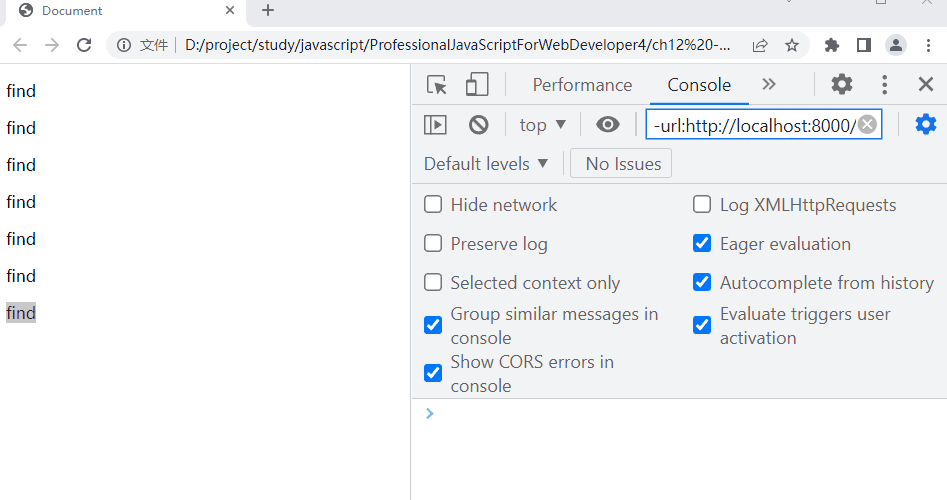 Document
文件 D:/project/study/javascript/ProfessionalJavaScriptForWebDeveloper4/ch12%20-...
find
find
find
find
find
find
find
Performance Console
top -url:http://localhost:8000/
Default levels No Issues
Hide network Log XMLHttpRequests
Preserve log Eager evaluation
Selected context only Autocomplete from history
Group similar messages in console
Evaluate triggers user activation
Show CORS errors in console